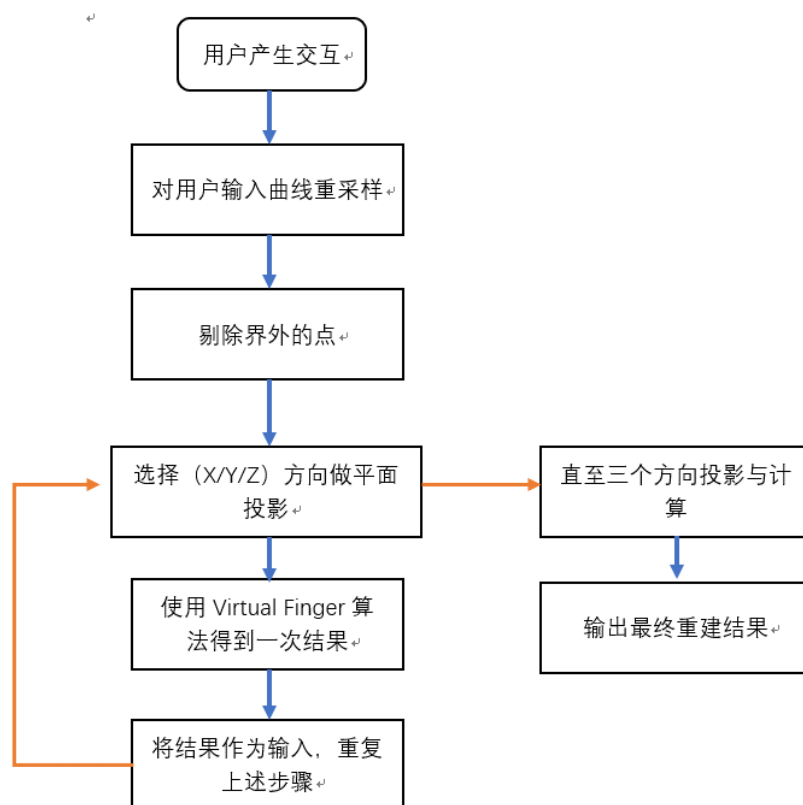 用户产生交互
对用户输入曲线重采样
剔除界外的点
选择（X/Y/Z）方向做平面
投影
直至三个方向投影与计
算
使用 Virtual Finger 算
法得到一次结果
输出最终重建结果
将结果作为输入，重复
上述步骤